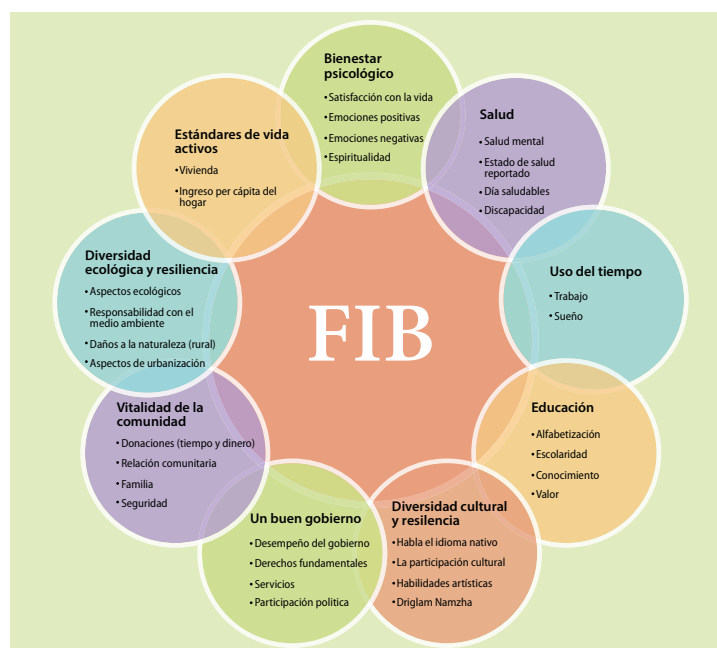 Bienestar
psicológico
•Satisfacción con la vida
•Emociones positivas
•Emociones negativas
•Espiritualidad
Salud
•Salud mental
•Estado de salud
reportado
•Día saludables
•Discapacidad
Uso del tiempo
•Trabajo
•Sueño
Educación
•Alfabetización
•Escolaridad
•Conocimiento
•Valor
Diversidad cultural
y resilencia
•Habla el idioma nativo
•La participación cultural
•Habilidades artísticas
•Driglam Namzha
Un buen gobierno
•Desempeño del gobierno
•Derechos fundamentales
•Servicios
•Participación politica
Vitalidad de la
comunidad
•Donaciones (tiempo y dinero)
•Relación comunitaria
•Familia
•Seguridad
Diversidad
ecológica y resiliencia
•Aspectos ecológicos
•Responsabilidad con el
medio ambiente
•Daños a la naturaleza (rural)
•Aspectos de urbanización
Estándares de vida
activos
•Vivienda
•Ingreso per cápita del
hogar
FIB